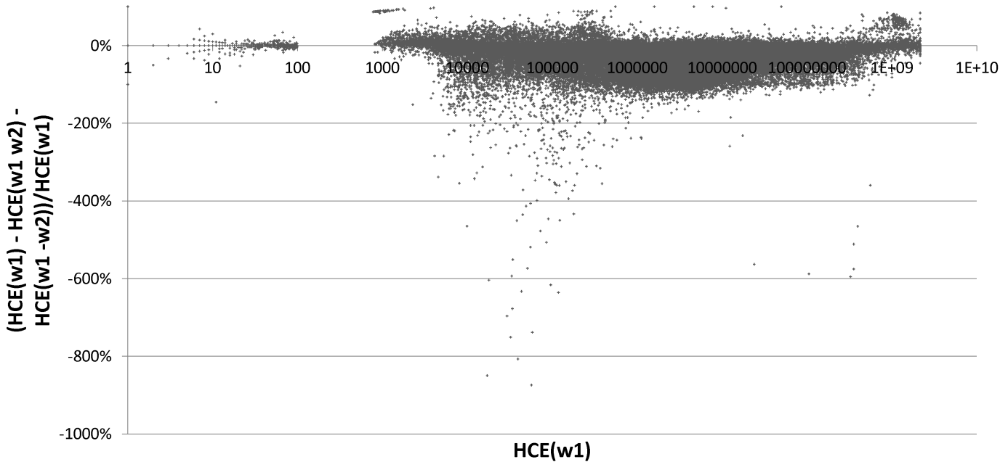 (HCE(w1) - HCE(w1 w2) -
HCE(w1 -w2))/HCE(w1)
0%
-200%
-400%
-600%
-800%
-1000%
1 10 100 1000 10000 100000 1000000 10000000 100000000 1E+09 1E+10
HCE(w1)